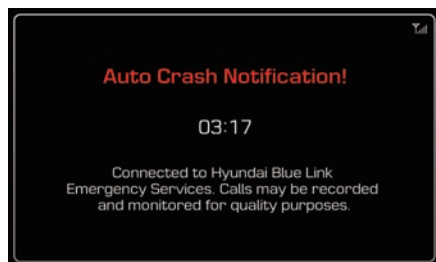 Auto Crash Notification!
03:17
Connected to Hyundai Blue Link
Emergency Services. Calls may be recorded
and monitored for quality purposes.